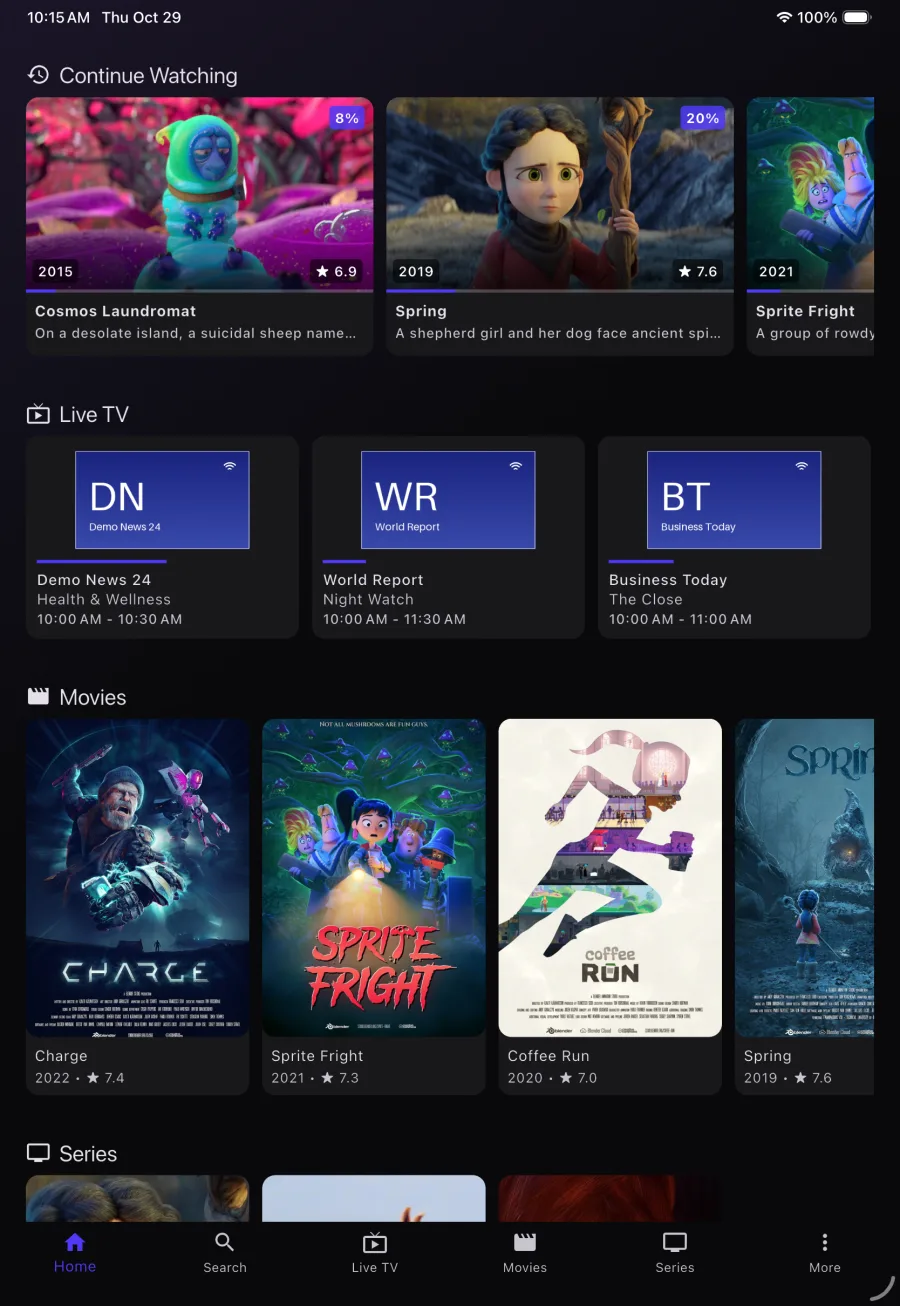 10:15 AM Thu Oct 29
100%
Continue Watching
8%
20%
2015
6.9
2019
7.6
2021
Cosmos Laundromat
Spring
Sprite Fright
On a desolate island, a suicidal sheep name...
A shepherd girl and her dog face ancient spi...
A group of rowdy
Live TV
DN
Demo News 24
WR
World Report
BT
Business Today
Demo News 24
World Report
Business Today
Health & Wellness
Night Watch
The Close
10:00 AM - 10:30 AM
10:00 AM - 11:30 AM
10:00 AM - 11:00 AM
Movies
CHARGE
NOT ALL MUSHROOMS ARE FUN GUYS.
SPRITE
FRIGHT
blender
coffee
RUN
blender
Blender Cloud
SPRIN
blender
Charge
Sprite Fright
Coffee Run
Spring
2022 • ★ 7.4
2021 • ★ 7.3
2020 • ★ 7.0
2019 • ★ 7.6
Series
Home
Search
Live TV
Movies
Series
More